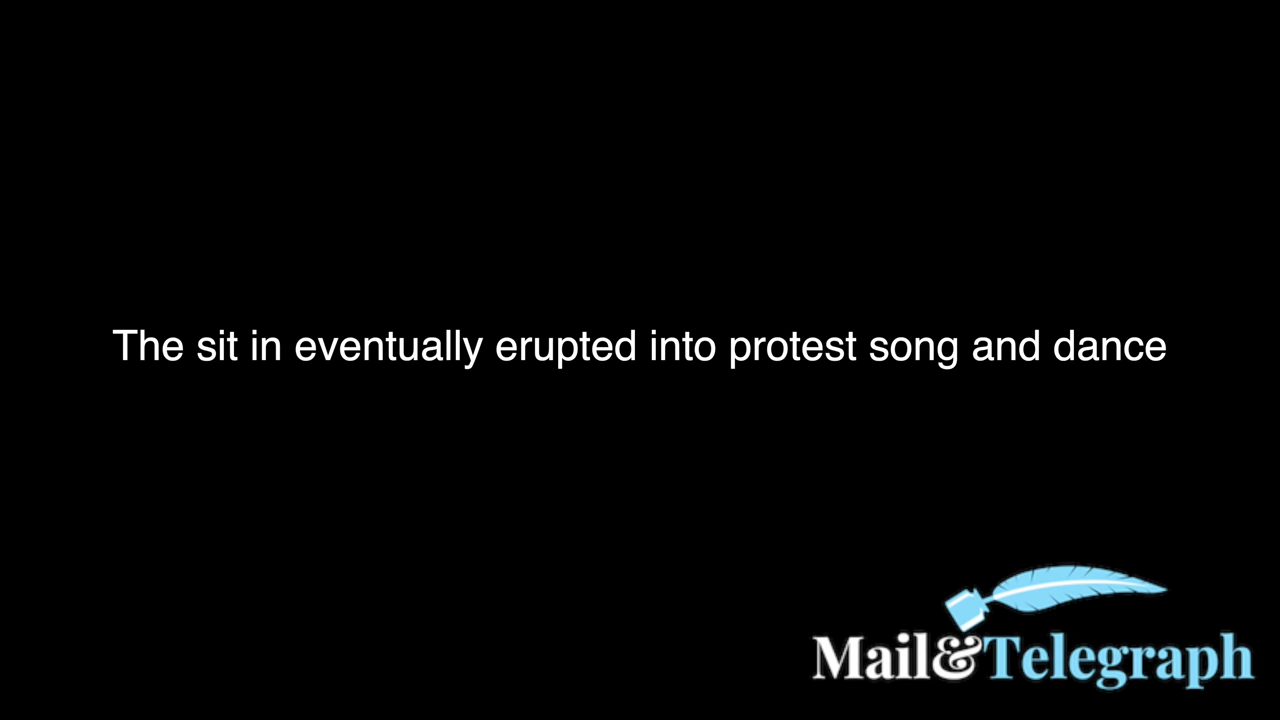 The sit in eventually erupted into protest song and dance
Mail&Telegraph